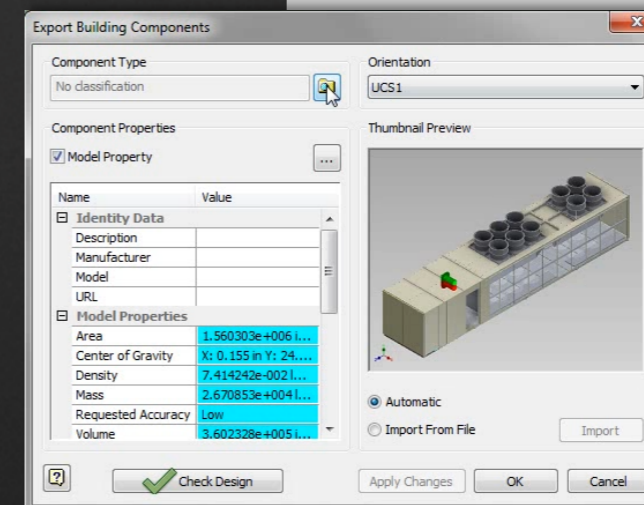 Export Building Components
Component Type
No classification
Orientation
UCS1
Component Properties
Model Property
...
Name Value
Identity Data
Description
Manufacturer
Model
URL
Model Properties
Area 1.560303e+006 i...
Center of Gravity X: 0.155 in Y: 24....
Density 7.414242e-002 l...
Mass 2.670853e+004 l...
Requested Accuracy Low
Volume 3.602328e+005 i...
Thumbnail Preview
Automatic
Import From File
Import
?
Check Design
Apply Changes
OK
Cancel